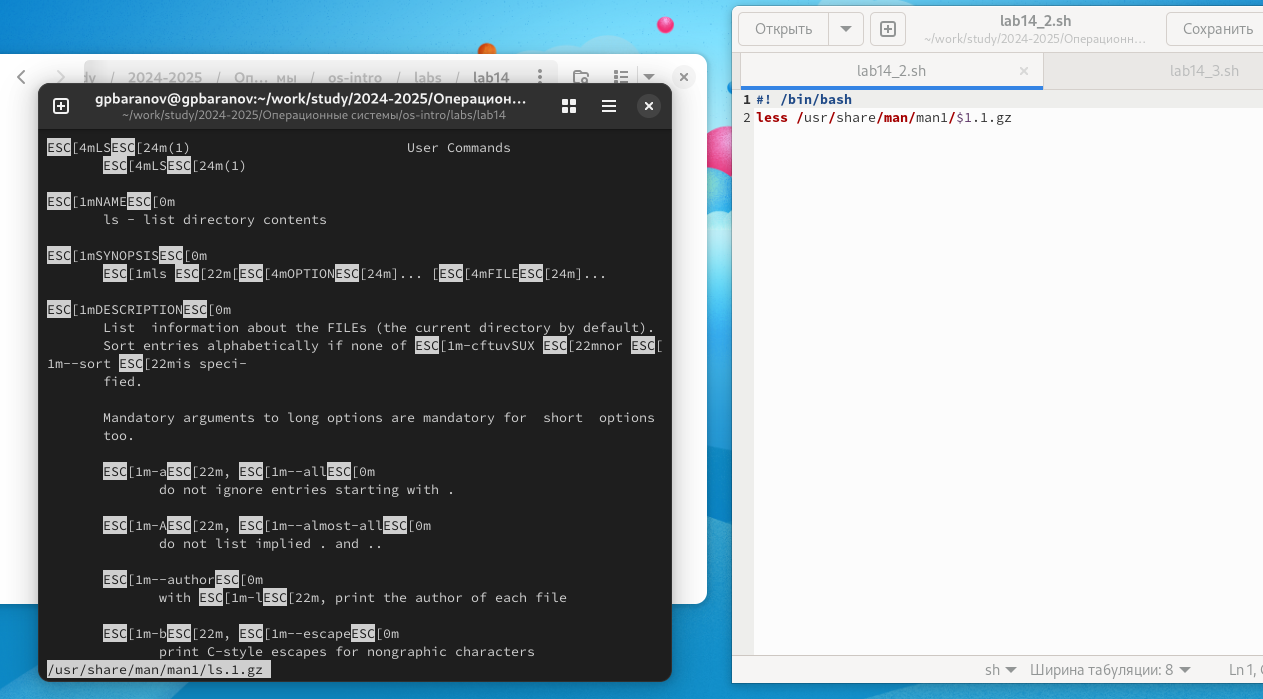 dy / 2024-2025 / Оп... мы / os-intro / labs / lab14
gpbaranov@gpbaranov:~/work/study/2024-2025/Операцион...
~/work/study/2024-2025/Операционные системы/os-intro/labs/lab14
ESC[4mLSESC[24m(1) User Commands
ESC[4mLSESC[24m(1)
ESC[1mNAMEESC[0m
ls - list directory contents
ESC[1mSYNOPSISESC[0m
ESC[1mls ESC[22m[ESC[4mOPTIONESC[24m]... [ESC[4mFILEESC[24m]...
ESC[1mDESCRIPTIONESC[0m
List  information about the FILEs (the current directory by default).
Sort entries alphabetically if none of ESC[1m-cftuvSUX ESC[22mnor ESC[
1m--sort ESC[22mis speci-
fied.
Mandatory arguments to long options are mandatory for  short  options
too.
ESC[1m-aESC[22m, ESC[1m--allESC[0m
do not ignore entries starting with .
ESC[1m-AESC[22m, ESC[1m--almost-allESC[0m
do not list implied . and ..
ESC[1m--authorESC[0m
with ESC[1m-lESC[22m, print the author of each file
ESC[1m-bESC[22m, ESC[1m--escapeESC[0m
print C-style escapes for nongraphic characters
/usr/share/man/man1/ls.1.gz
Открыть
lab14_2.sh
~/work/study/2024-2025/Операционн...
Сохранить
lab14_2.sh
lab14_3.sh
1 #! /bin/bash
2 less /usr/share/man/man1/$1.1.gz
sh
Ширина табуляции: 8
Ln 1,